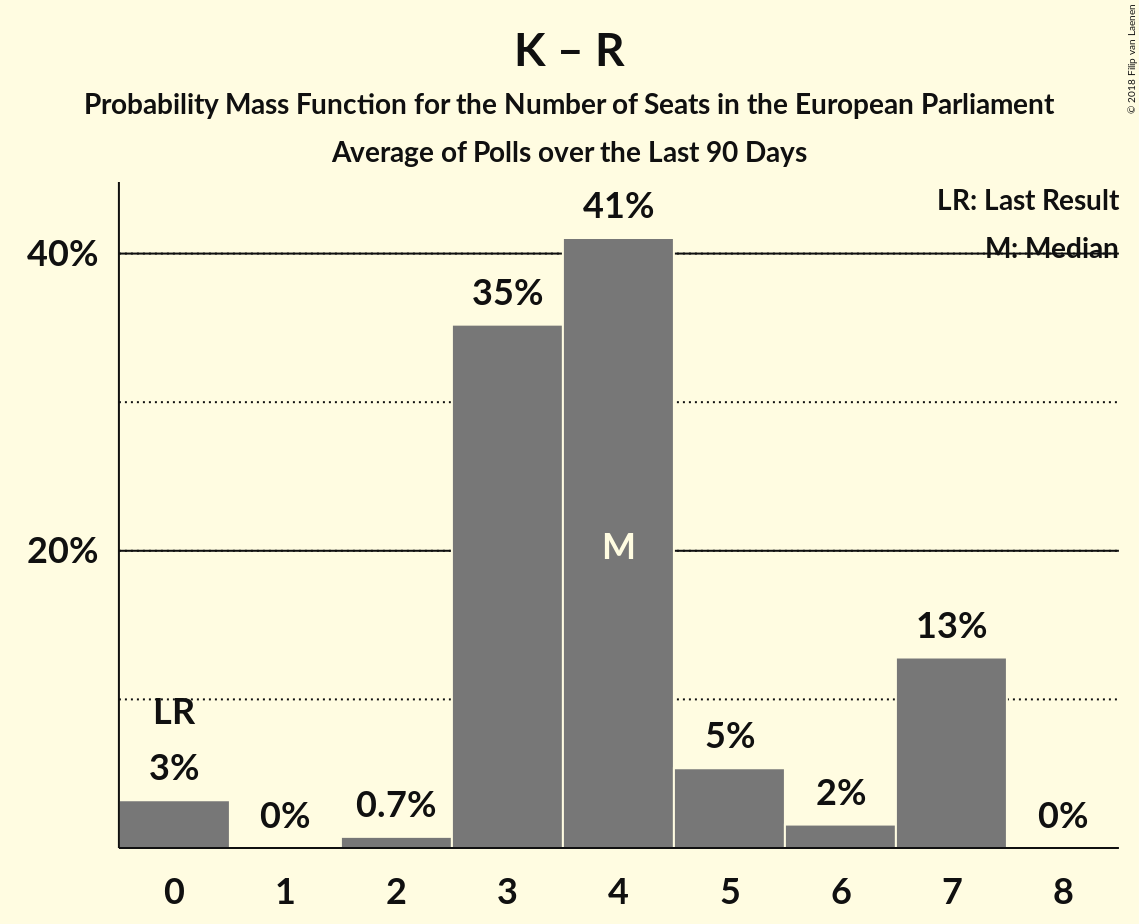 K – R
Probability Mass Function for the Number of Seats in the European Parliament
Average of Polls over the Last 90 Days
© 2018 Filip van Laenen
LR: Last Result
M: Median
40%
20%
41%
35%
M
13%
LR
3%
0%
0.7%
5%
2%
0%
0 1 2 3 4 5 6 7 8